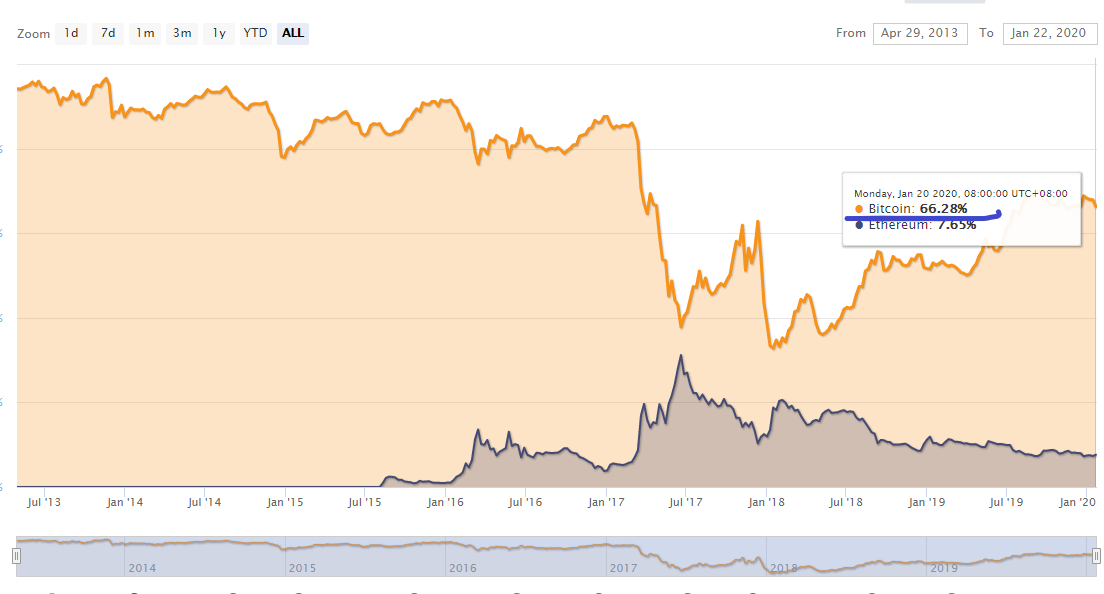 Zoom 1d 7d 1m 3m 1y YTD ALL From Apr 29, 2013 To Jan 22, 2020
Monday, Jan 20 2020, 08:00:00 UTC+08:00
Bitcoin: 66.28%
Ethereum: 7.65%
Jul '13 Jan '14 Jul '14 Jan '15 Jul '15 Jan '16 Jul '16 Jan '17 Jul '17 Jan '18 Jul '18 Jan '19 Jul '19 Jan '20
2014 2015 2016 2017 2018 2019